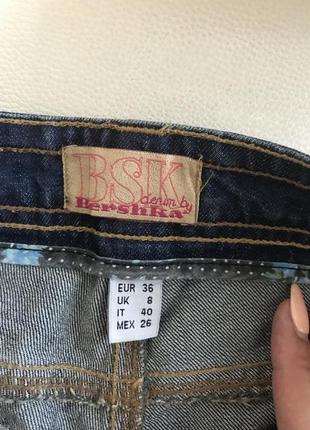 BSK
denim by
Bershka
EUR 36
UK 8
IT 40
MEX 26